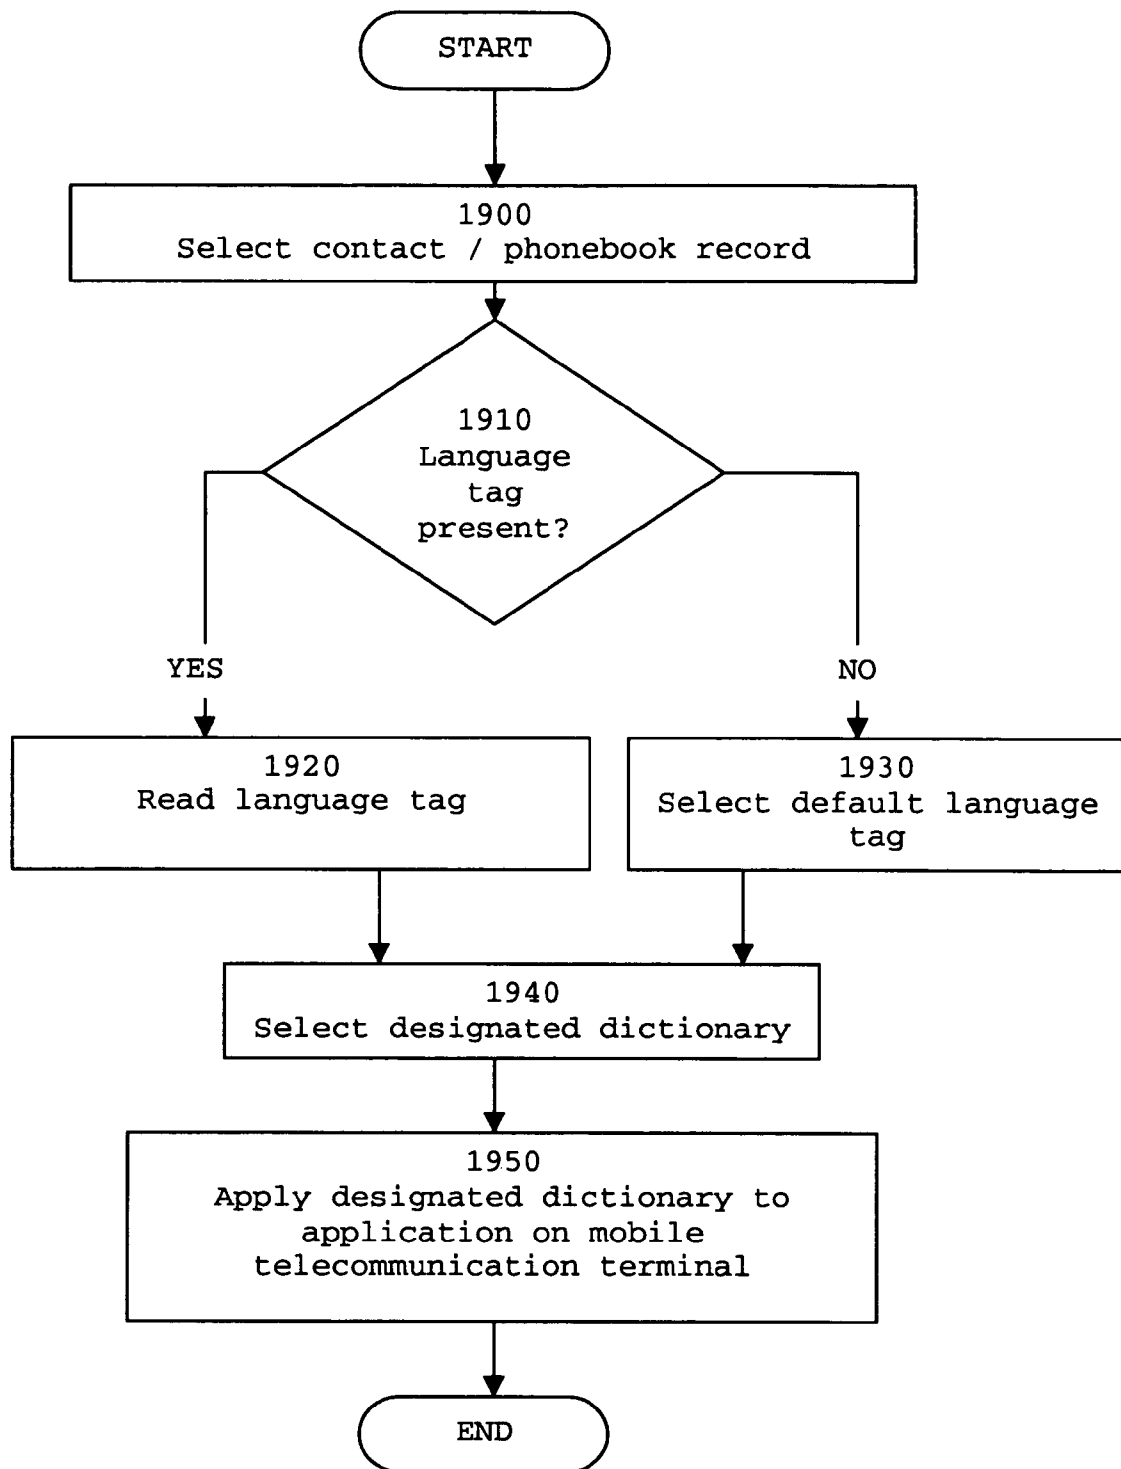 START
1900
Select contact / phonebook record
1910
Language
tag
present?
YES
NO
1920
Read language tag
1930
Select default language
tag
1940
Select designated dictionary
1950
Apply designated dictionary to
application on mobile
telecommunication terminal
END